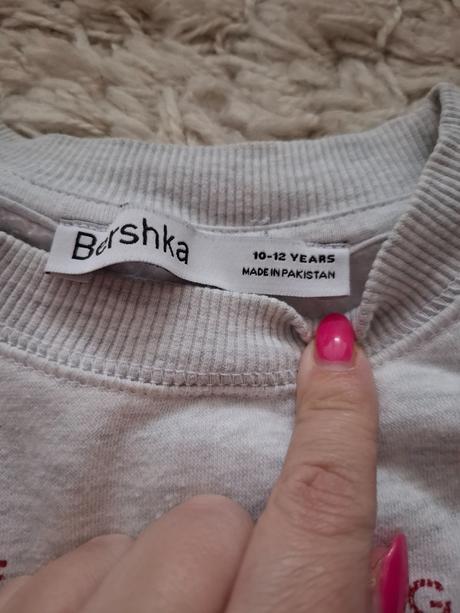 Bershka
10-12 YEARS
MADE IN PAKISTAN
G